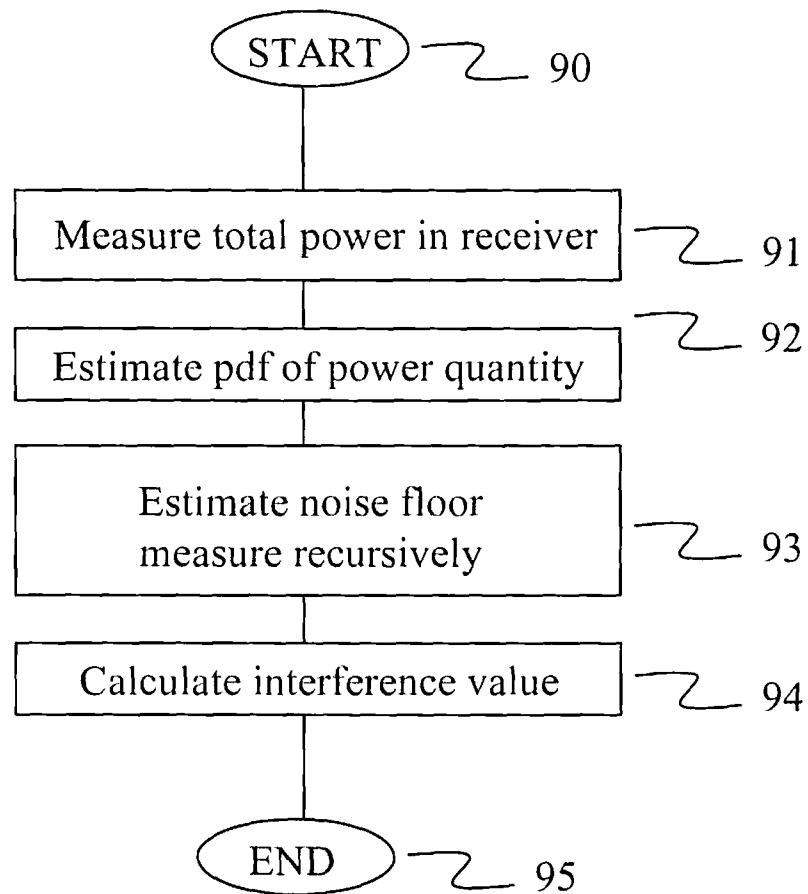 START
90
Measure total power in receiver
91
92
Estimate pdf of power quantity
Estimate noise floor
measure recursively
93
Calculate interference value
94
END
95